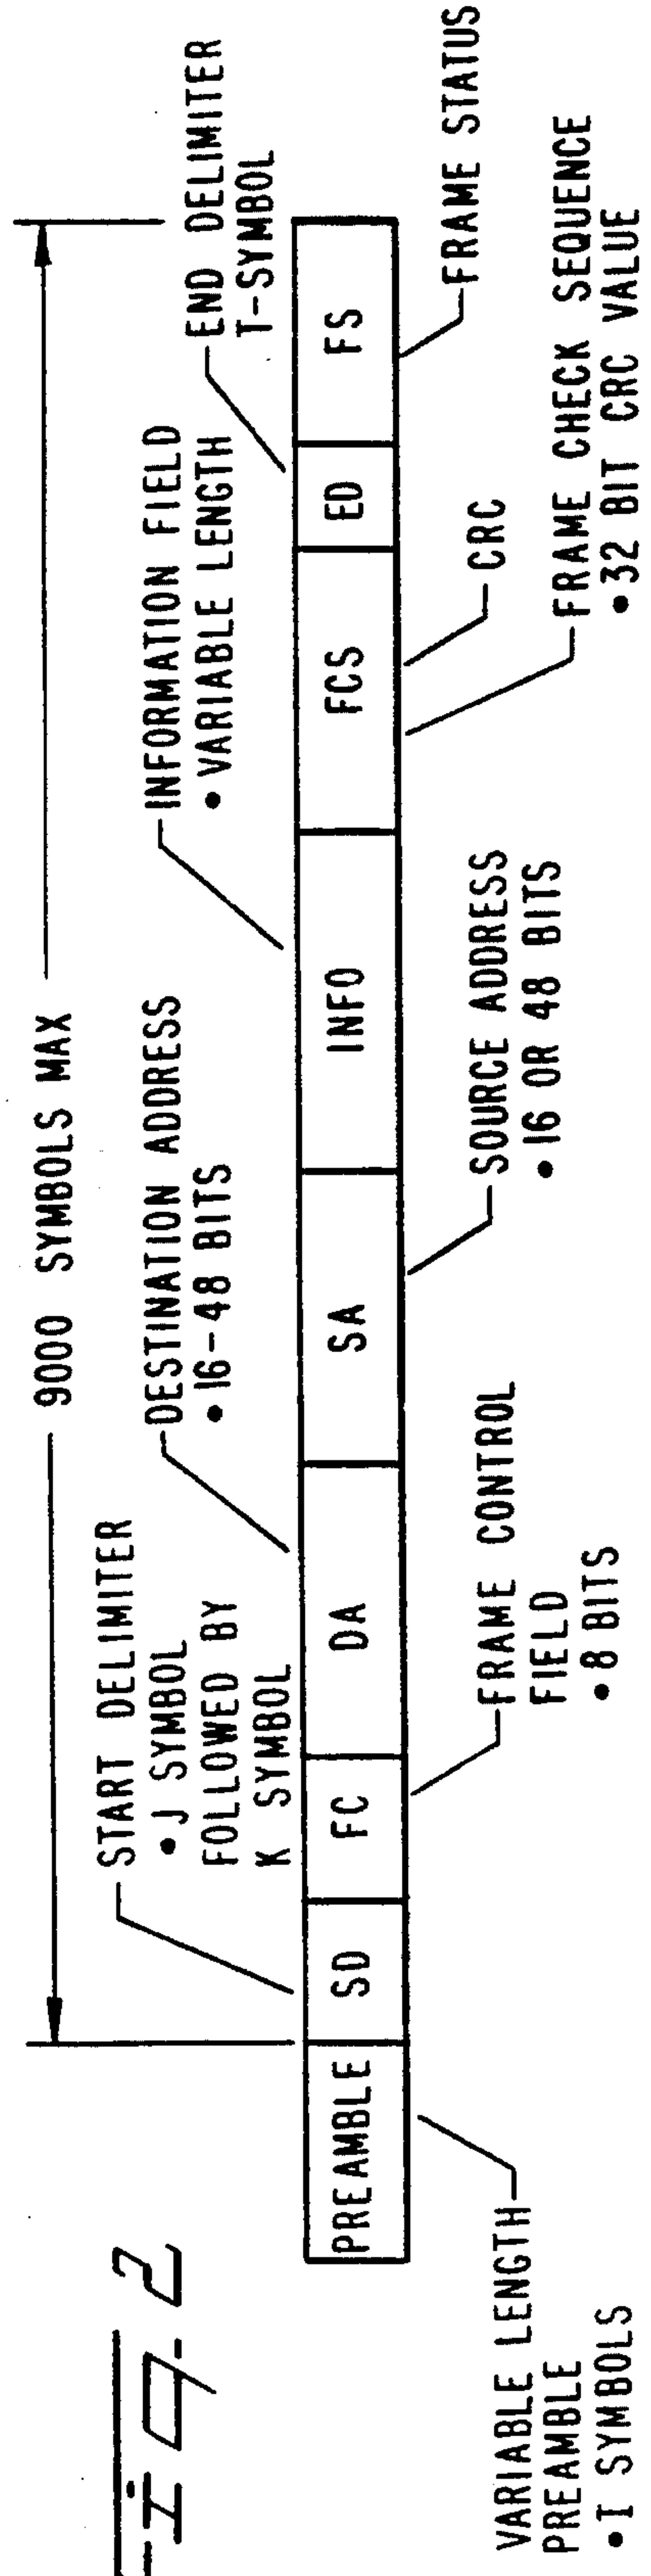 Fig. 2
9000 SYMBOLS MAX
START DELIMITER
• J SYMBOL
FOLLOWED BY
K SYMBOL
DESTINATION ADDRESS
• 16-48 BITS
INFORMATION FIELD
• VARIABLE LENGTH
END DELIMITER
T-SYMBOL
PREAMBLE
SD
FC
DA
SA
INFO
FCS
ED
FS
VARIABLE LENGTH
PREAMBLE
• I SYMBOLS
FRAME CONTROL
FIELD
• 8 BITS
SOURCE ADDRESS
• 16 OR 48 BITS
CRC
FRAME CHECK SEQUENCE
• 32 BIT CRC VALUE
FRAME STATUS